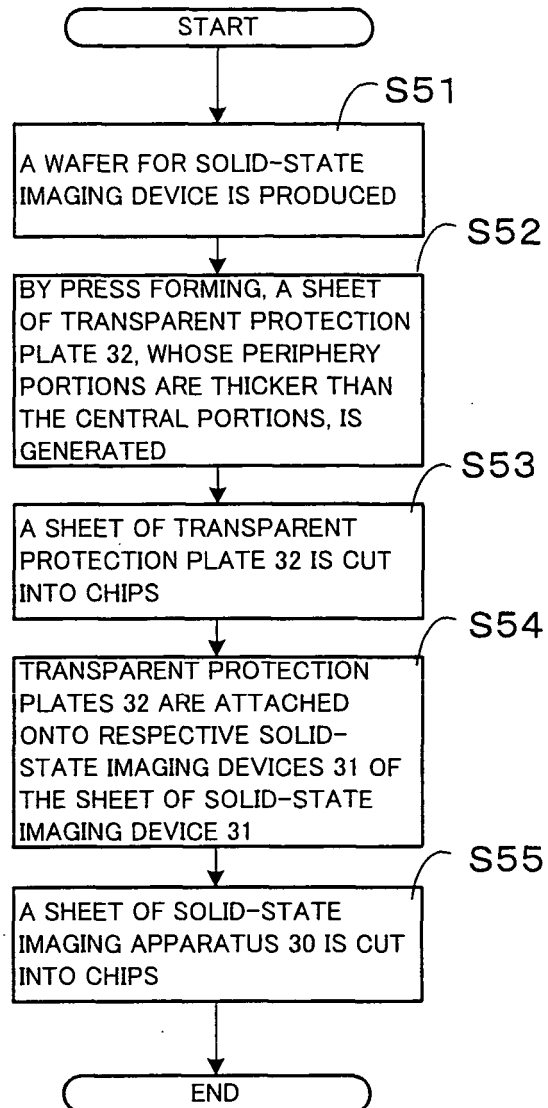 START
S51
A WAFER FOR SOLID-STATE
IMAGING DEVICE IS PRODUCED
S52
BY PRESS FORMING, A SHEET
OF TRANSPARENT PROTECTION
PLATE 32, WHOSE PERIPHERY
PORTIONS ARE THICKER THAN
THE CENTRAL PORTIONS, IS
GENERATED
S53
A SHEET OF TRANSPARENT
PROTECTION PLATE 32 IS CUT
INTO CHIPS
S54
TRANSPARENT PROTECTION
PLATES 32 ARE ATTACHED
ONTO RESPECTIVE SOLID-
STATE IMAGING DEVICES 31 OF
THE SHEET OF SOLID-STATE
IMAGING DEVICE 31
S55
A SHEET OF SOLID-STATE
IMAGING APPARATUS 30 IS CUT
INTO CHIPS
END